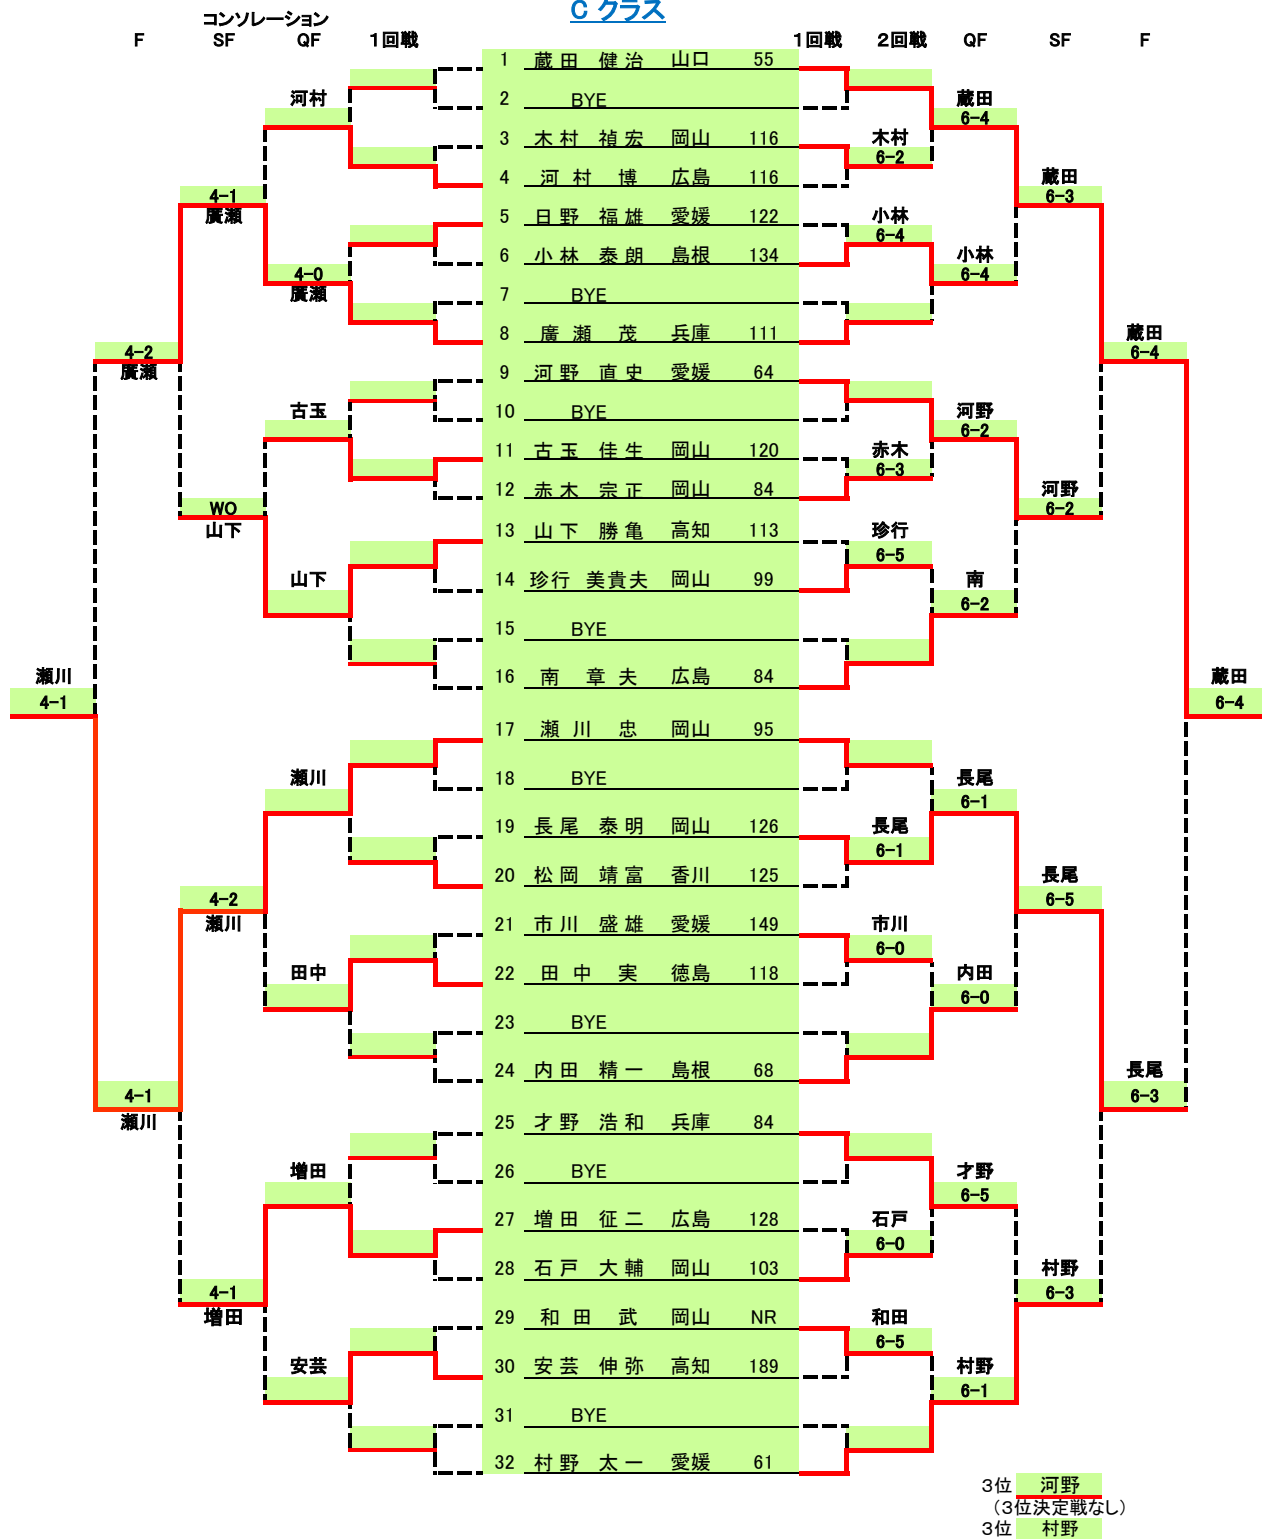 C クラス
コンソレーション
F SF QF 1回戦 1回戦 2回戦 QF SF F
1 蔵田 健治 山口 55
河村 蔵田
2 BYE
6-4
3 木村 禎宏 岡山 116 木村
6-2
4 河村 博 広島 116 蔵田
4-1 6-3
廣瀬 5 日野 福雄 愛媛 122 小林
6-4
6 小林 泰朗 島根 134 小林
4-0 6-4
廣瀬 7 BYE
8 廣瀬 茂 兵庫 111 蔵田
4-2 6-4
廣瀬 9 河野 直史 愛媛 64
古玉 10 BYE 河野
6-2
11 古玉 佳生 岡山 120 赤木
6-3
12 赤木 宗正 岡山 84 河野
WO 6-2
山下 13 山下 勝亀 高知 113 珍行
6-5
山下 14 珍行 美貴夫 岡山 99 南
6-2
15 BYE
瀬川 16 南 章夫 広島 84 蔵田
4-1 6-4
17 瀬川 忠 岡山 95
瀬川 18 BYE 長尾
6-1
19 長尾 泰明 岡山 126 長尾
6-1
20 松岡 靖富 香川 125 長尾
4-2 6-5
瀬川 21 市川 盛雄 愛媛 149 市川
6-0
田中 22 田中 実 徳島 118 内田
6-0
23 BYE
24 内田 精一 島根 68 長尾
4-1 6-3
瀬川 25 才野 浩和 兵庫 84
増田 26 BYE 才野
6-5
27 増田 征二 広島 128 石戸
6-0
28 石戸 大輔 岡山 103 村野
4-1 6-3
増田 29 和田 武 岡山 NR 和田
6-5
安芸 30 安芸 伸弥 高知 189 村野
6-1
31 BYE
32 村野 太一 愛媛 61
3位 河野
（3位決定戦なし）
3位 村野